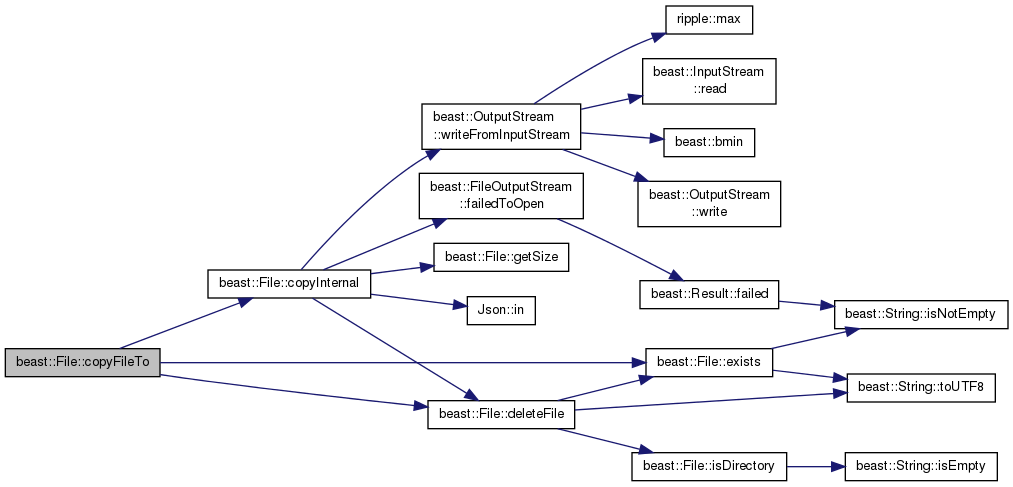 ripple::max
beast::InputStream
::read
beast::OutputStream
::writeFromInputStream
beast::bmin
beast::FileOutputStream
::failedToOpen
beast::OutputStream
::write
beast::File::getSize
beast::File::copyInternal
beast::Result::failed
Json::in
beast::String::isNotEmpty
beast::File::copyFileTo
beast::File::exists
beast::String::toUTF8
beast::File::deleteFile
beast::File::isDirectory
beast::String::isEmpty